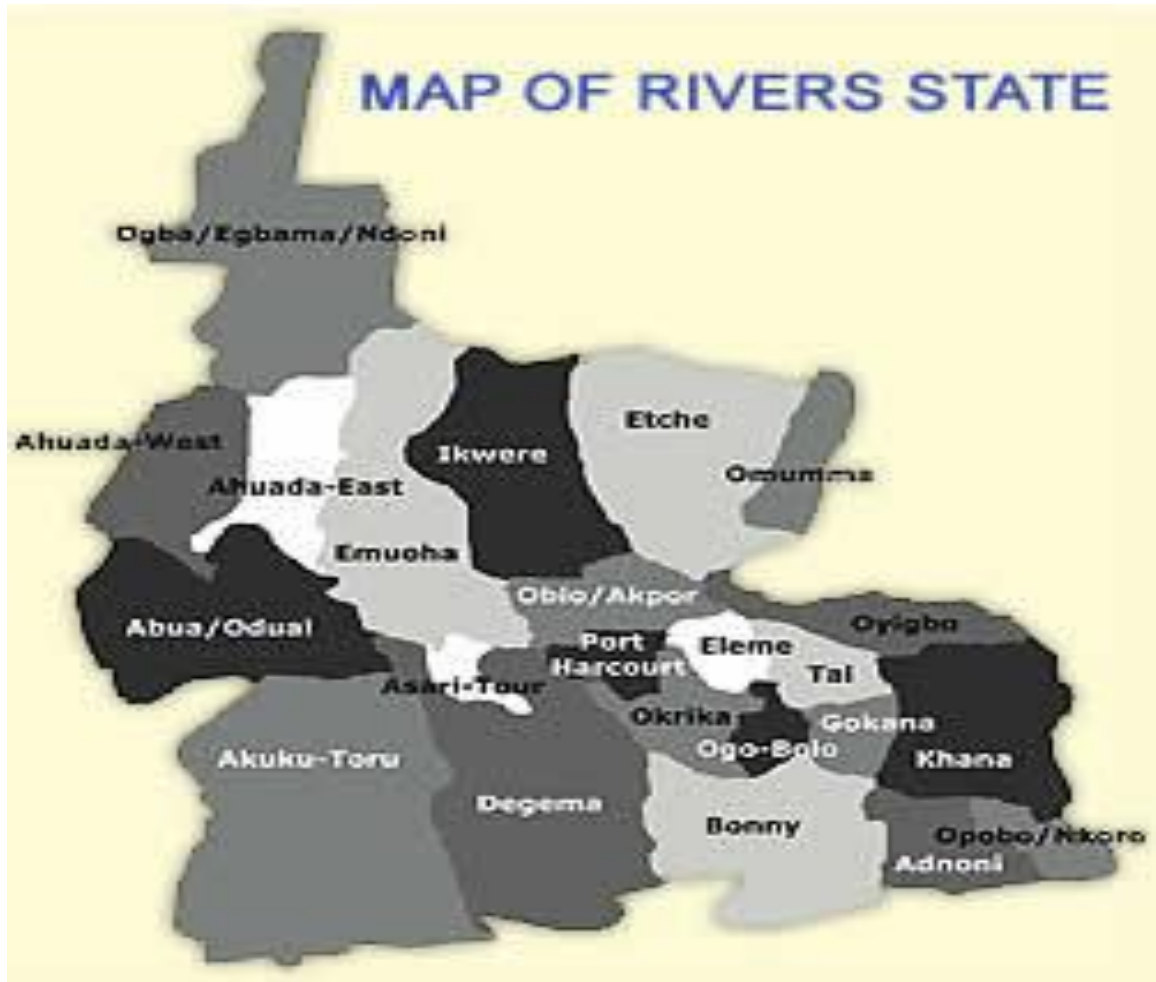 MAP OF RIVERS STATE
Ogba/Egbama/Ndoni
Etche
Ahuada-West
Ikwere
Omumma
Ahuada-East
Emuoha
Obio/Akpor
Abua/Odual
Oyigbo
Port
Harcourt
Eleme
Tai
Asari-Tour
Okrika
Gokana
Ogo-Bolo
Akuku-Toru
Khana
Degema
Bonny
Opobo/Nkoro
Adnoni